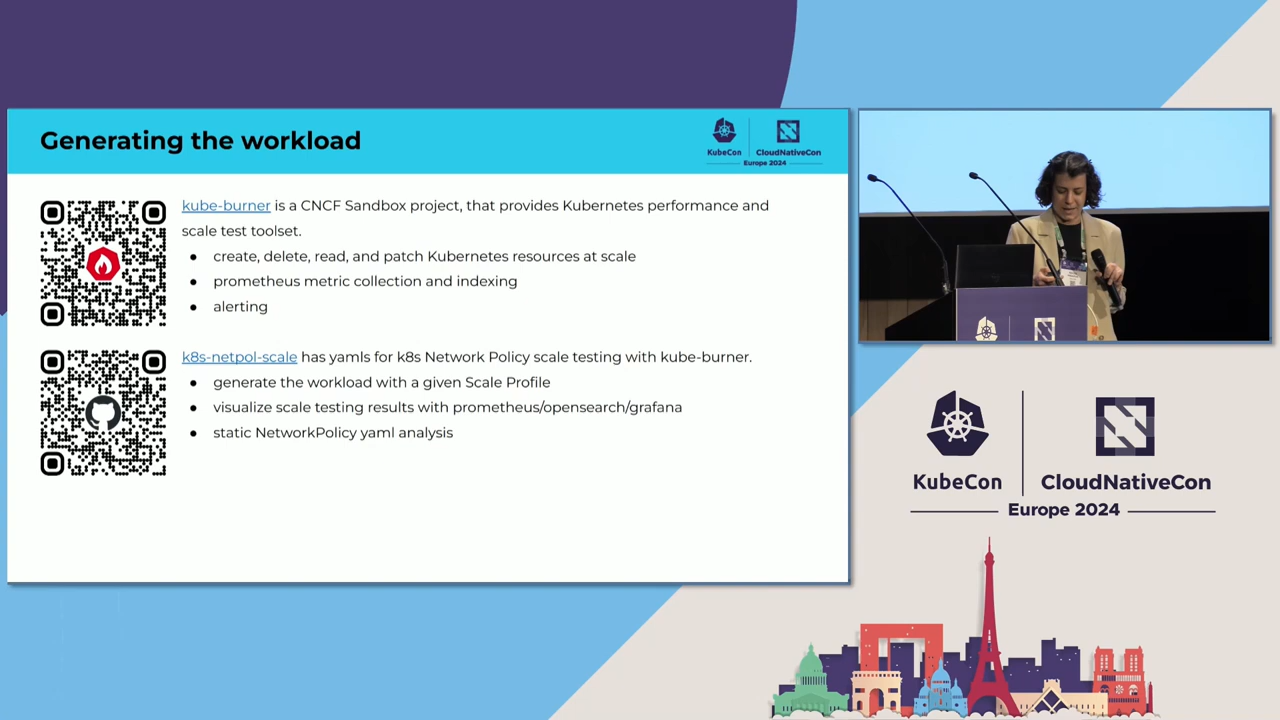 Generating the workload
KubeCon
CloudNativeCon
Europe 2024
kube-burner is a CNCF Sandbox project, that provides Kubernetes performance and
scale test toolset.
● create, delete, read, and patch Kubernetes resources at scale
● prometheus metric collection and indexing
● alerting
k8s-netpol-scale has yamls for k8s Network Policy scale testing with kube-burner.
● generate the workload with a given Scale Profile
● visualize scale testing results with prometheus/opensearch/grafana
● static NetworkPolicy yaml analysis
KubeCon
CloudNativeCon
Europe 2024